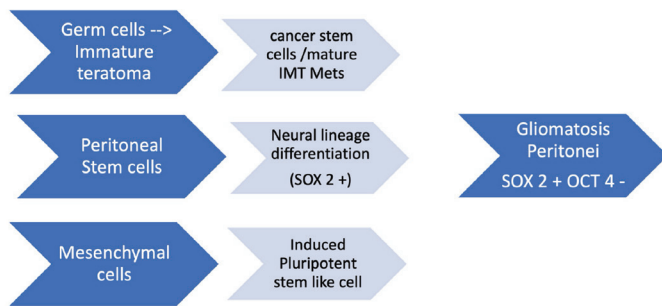 Germ cells -->
Immature
teratoma
cancer stem
cells /mature
IMT Mets
Peritoneal
Stem cells
Neural lineage
differentiation
(SOX 2 +)
Gliomatosis
Peritonei
SOX 2 + OCT 4 -
Mesenchymal
cells
Induced
Pluripotent
stem like cell